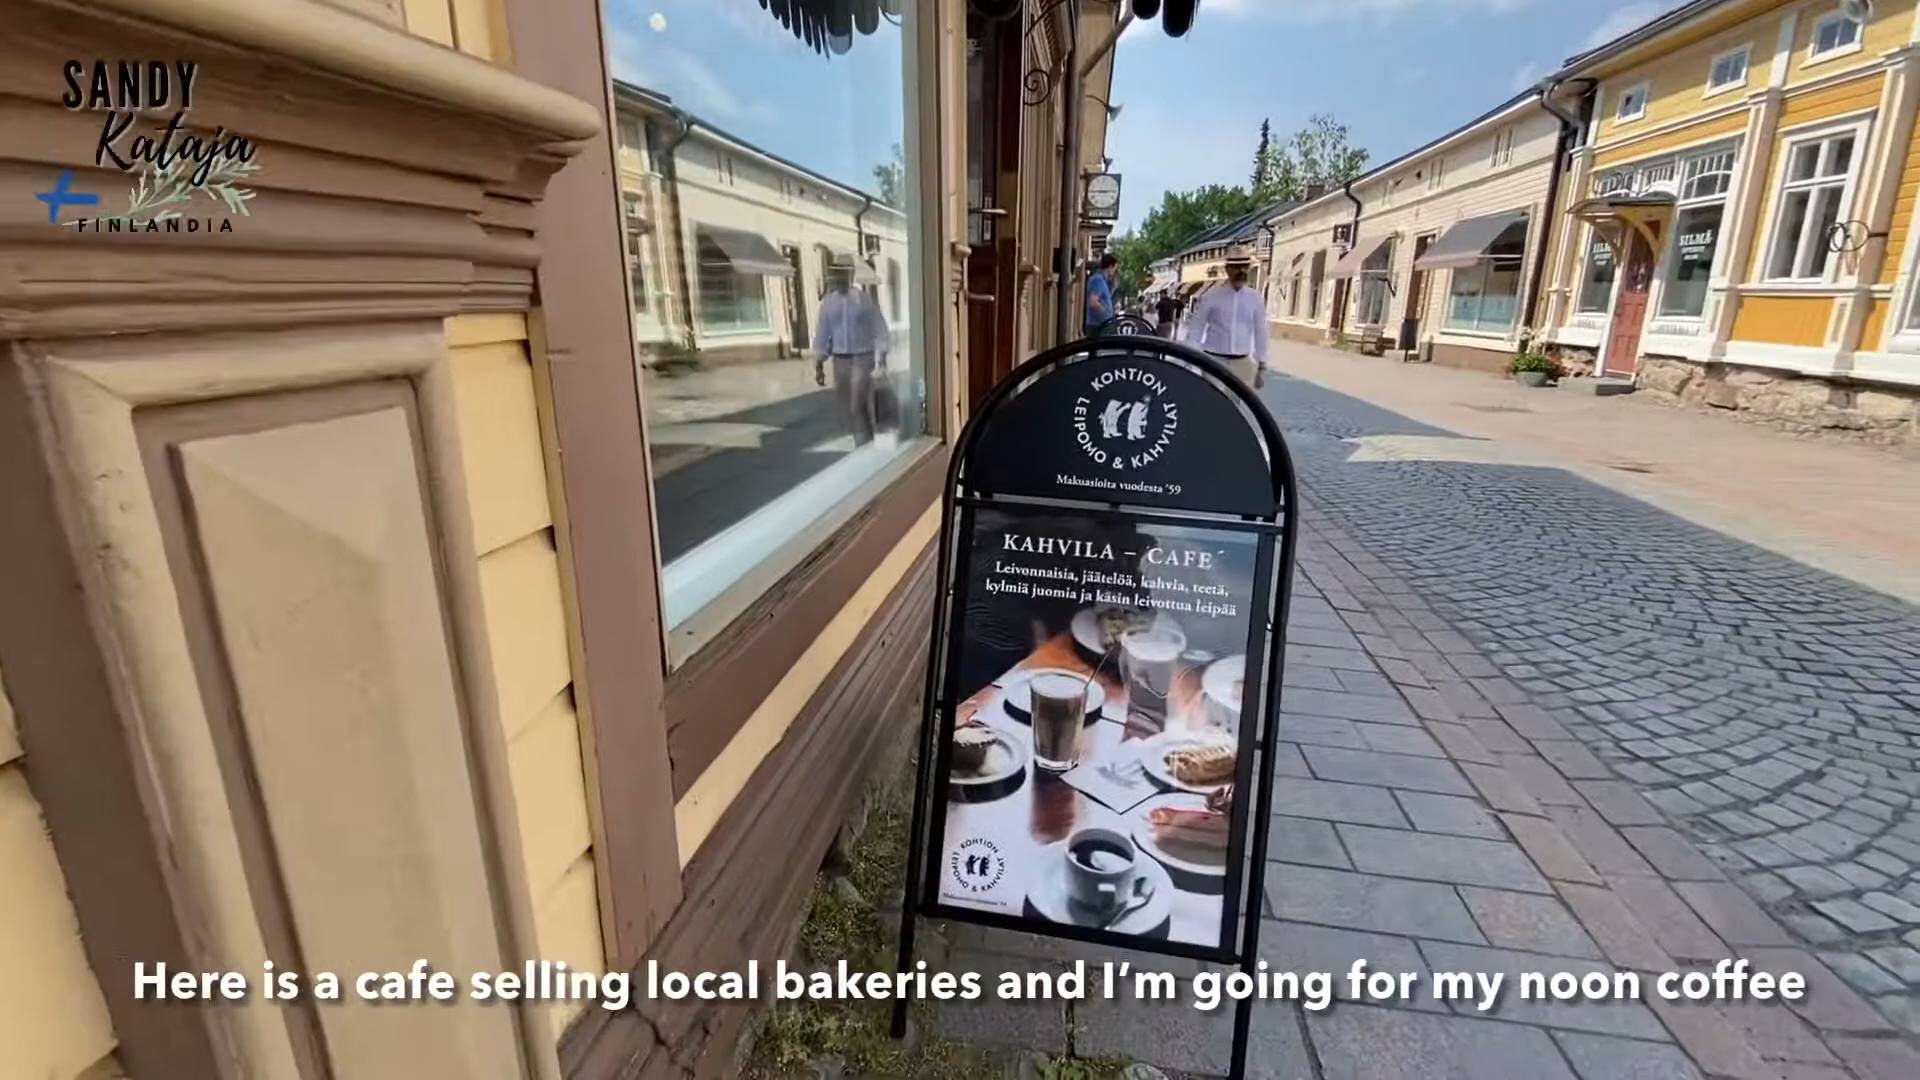 SANDY
Kataja
FINLANDIA
KONTION
LEIPOMO & KAHVILAT
Makuasioita vuodesta '59
KAHVILA – CAFE´
Leivonnaisia, jäätelöä, kahvia, teetä,
kylmiä juomia ja käsin leivottua leipää
KONTION
LEIPOMO & KAHVILAT
SILMÄ
Here is a cafe selling local bakeries and I'm going for my noon coffee